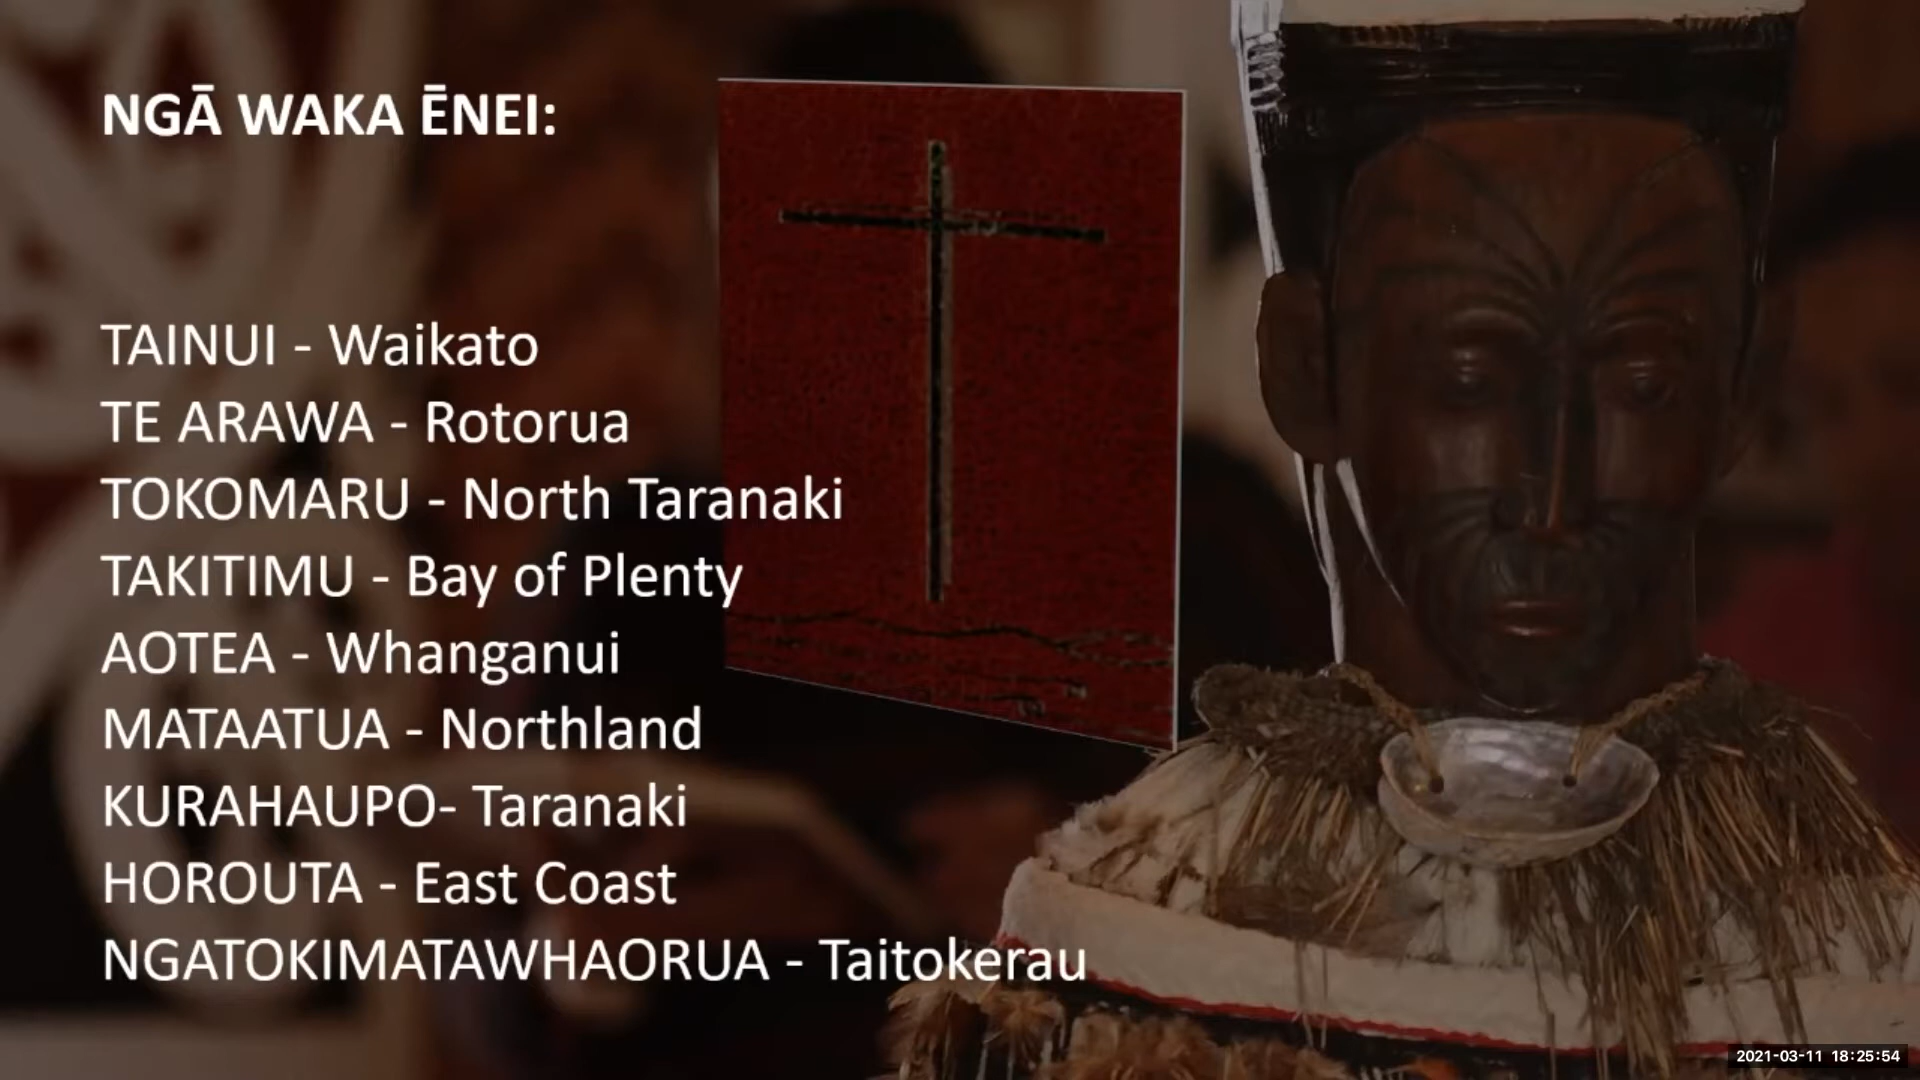 NGĀ WAKA ĒNEI:
TAINUI - Waikato
TE ARAWA - Rotorua
TOKOMARU - North Taranaki
TAKITIMU - Bay of Plenty
AOTEA - Whanganui
MATAATUA - Northland
KURAHAUPO- Taranaki
HOROUTA - East Coast
NGATOKIMATAWHAORUA - Taitokerau
2021-03-11 18:25:54